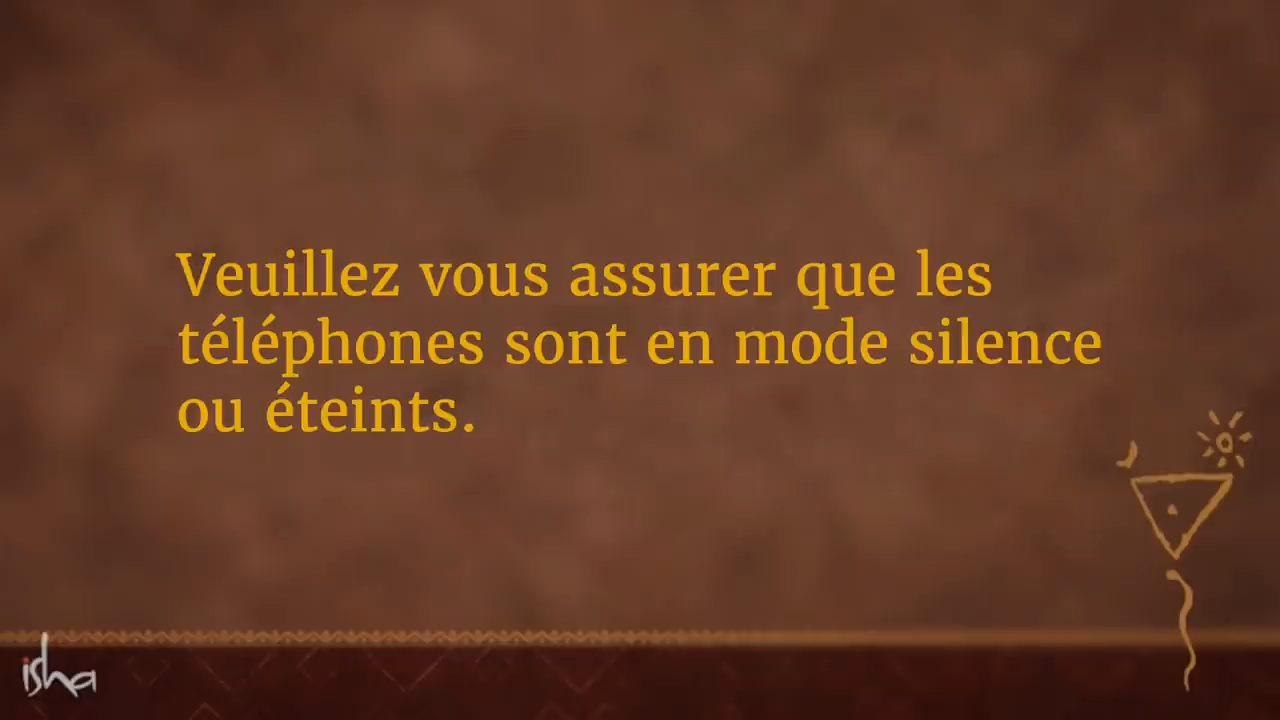 Veuillez vous assurer que les
téléphones sont en mode silence
ou éteints.
isha